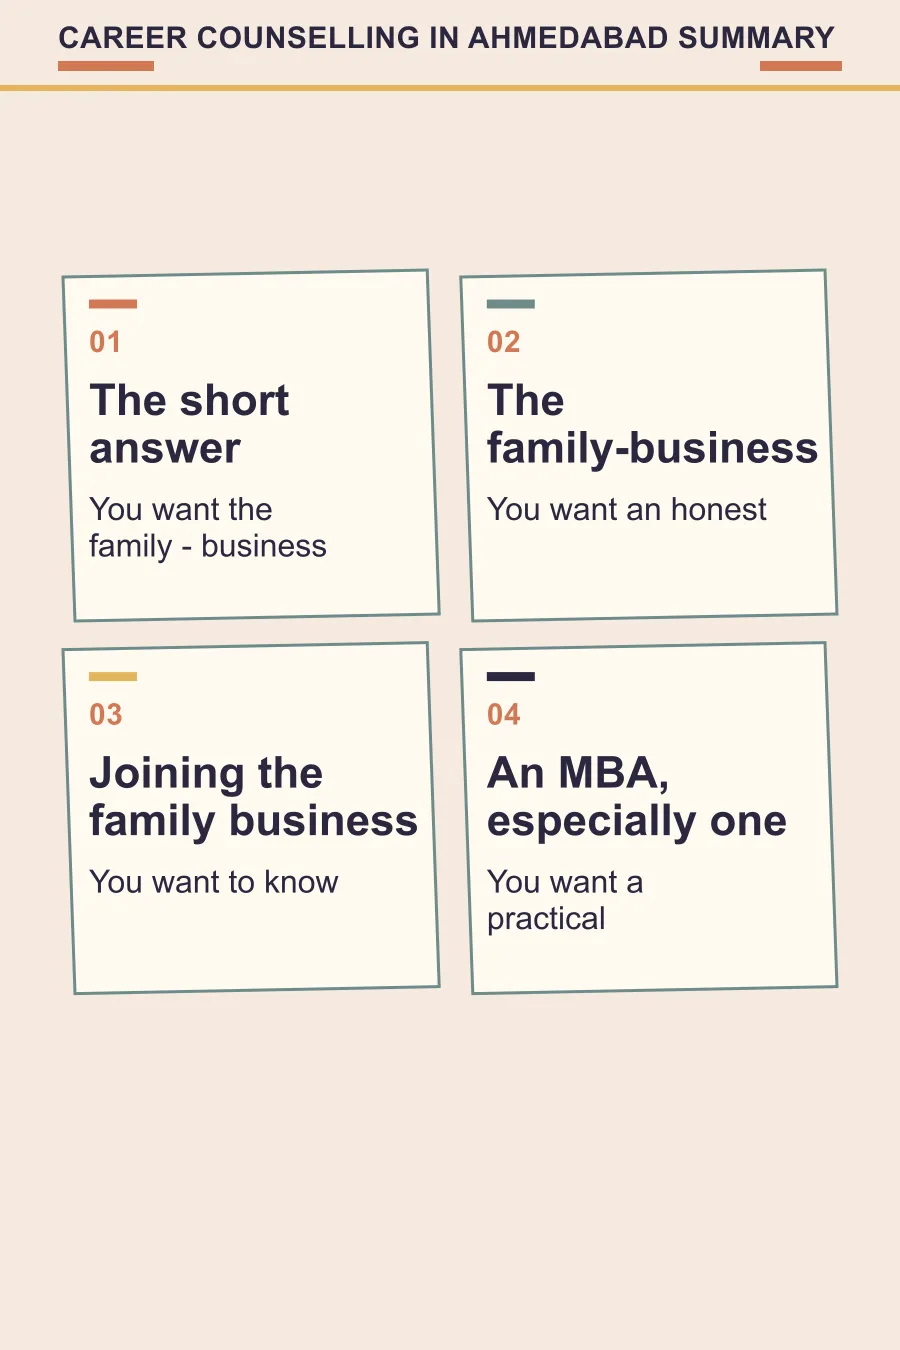 CAREER COUNSELLING IN AHMEDABAD SUMMARY
01
The short
answer
You want the
family - business
02
The
family-business
You want an honest
03
Joining the
family business
You want to know
04
An MBA,
especially one
You want a
practical